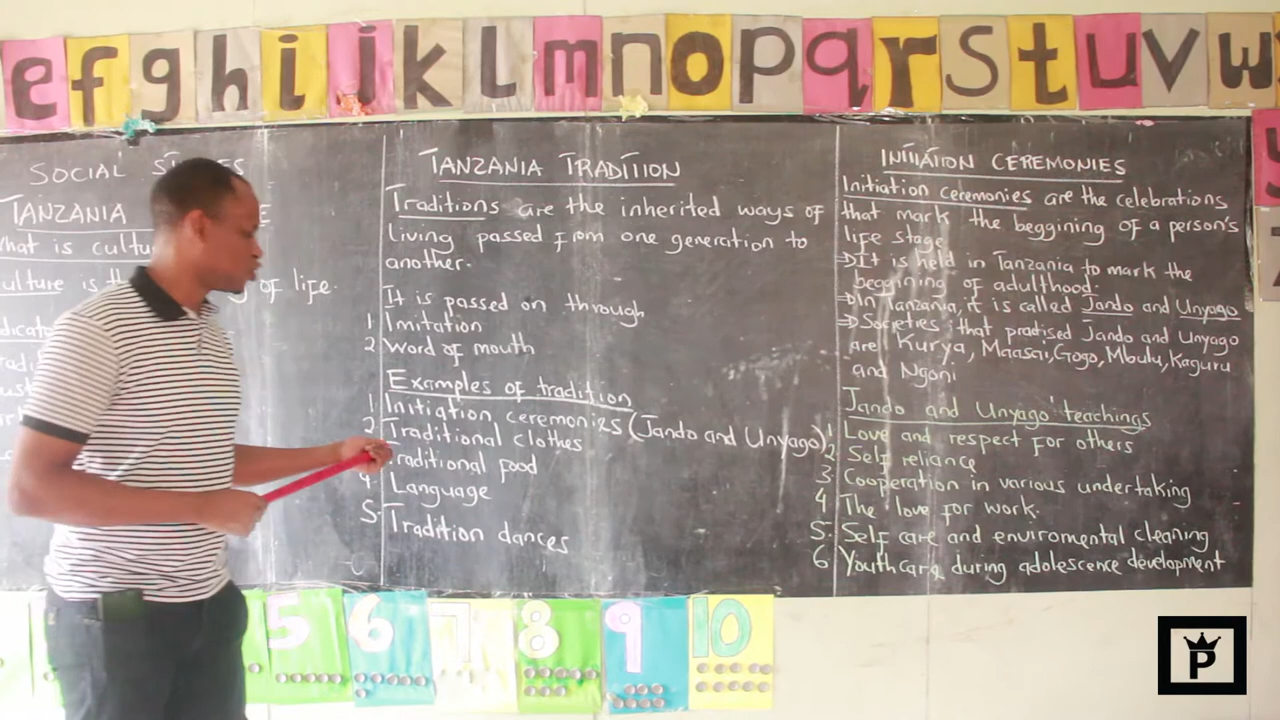 e f g h i j k l m n o p q r s t u v w
SOCIAL
TANZANIA
What is
of life.
TANZANIA TRADITION
Traditions are the inherited ways of
living passed from one generation to
another.
It is passed on through
1 Imitation
2 Word of mouth
Examples of tradition
1 Initiation ceremonies (Jando and Unyago)
2 Traditional clothes
Traditional food
4. Language
5. Tradition dances
INITIATION CEREMONIES
Initiation ceremonies are the celebrations
that mark the beggining of a person's
life stage
⇒It is held in Tanzania to mark the
beggining of adulthood.
⇒In Tanzania, it is called Jando and Unyago
⇒Societies that practised Jando and Unyago
are Kurya, Maasai, Gogo, Mbulu, Kaguru
and Ngoni
Jando and Unyago teachings
1 Love and respect for others
2. Self reliance
3. Cooperation in various undertaking
4 The love for work.
5. Self care and enviromental cleaning
6 Youth care during adolescence development
5 6 7 8 9 10
P